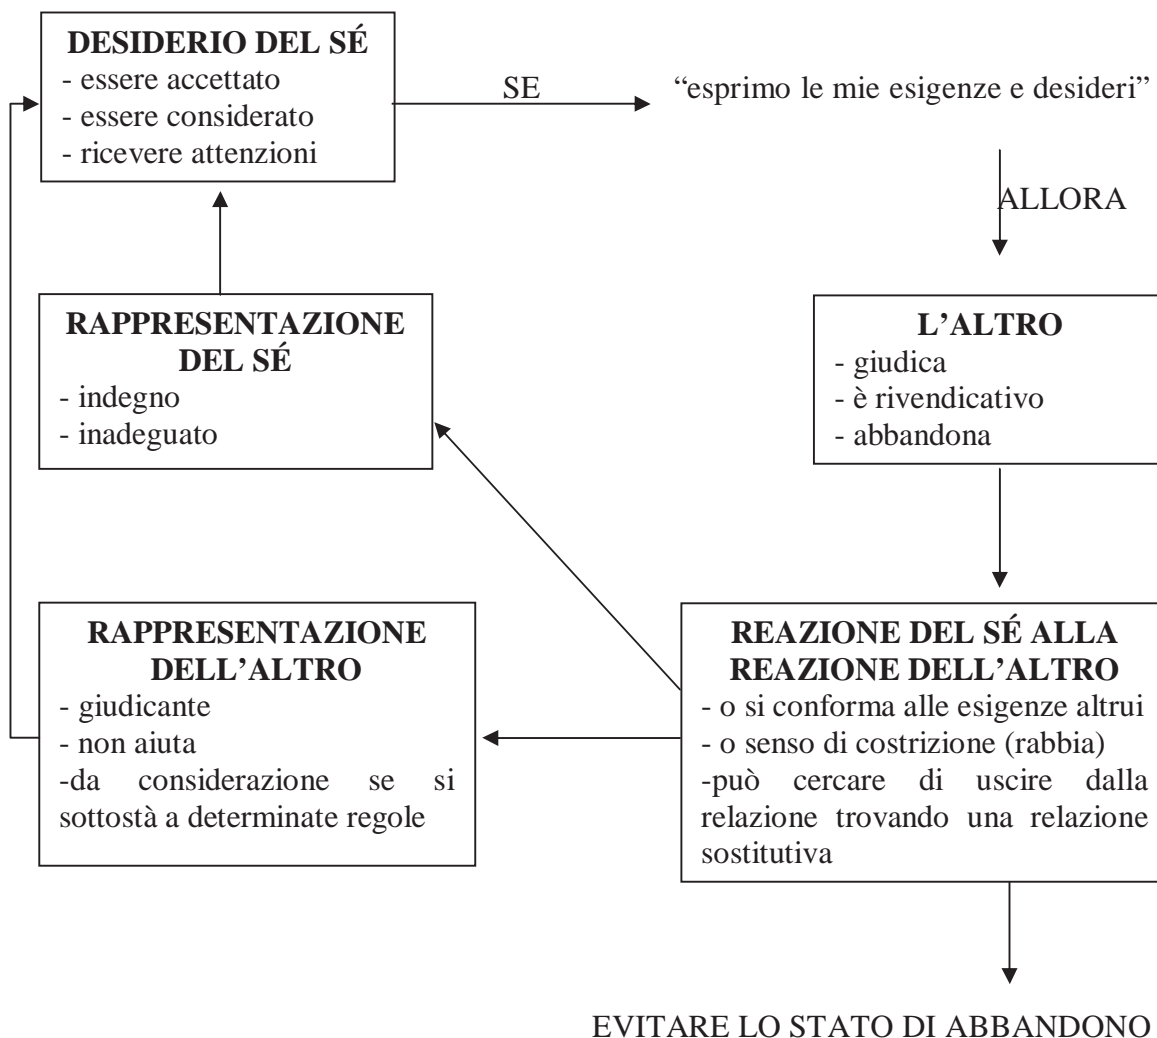 DESIDERIO DEL SÉ
- essere accettato
- essere considerato
- ricevere attenzioni
SE
“esprimo le mie esigenze e desideri”
ALLORA
L’ALTRO
- giudica
- è rivendicativo
- abbandona
RAPPRESENTAZIONE
DEL SÉ
- indegno
- inadeguato
REAZIONE DEL SÉ ALLA
REAZIONE DELL’ALTRO
- o si conforma alle esigenze altrui
- o senso di costrizione (rabbia)
-può cercare di uscire dalla
relazione trovando una relazione
sostitutiva
RAPPRESENTAZIONE
DELL’ALTRO
- giudicante
- non aiuta
-da considerazione se si
sottostà a determinate regole
EVITARE LO STATO DI ABBANDONO